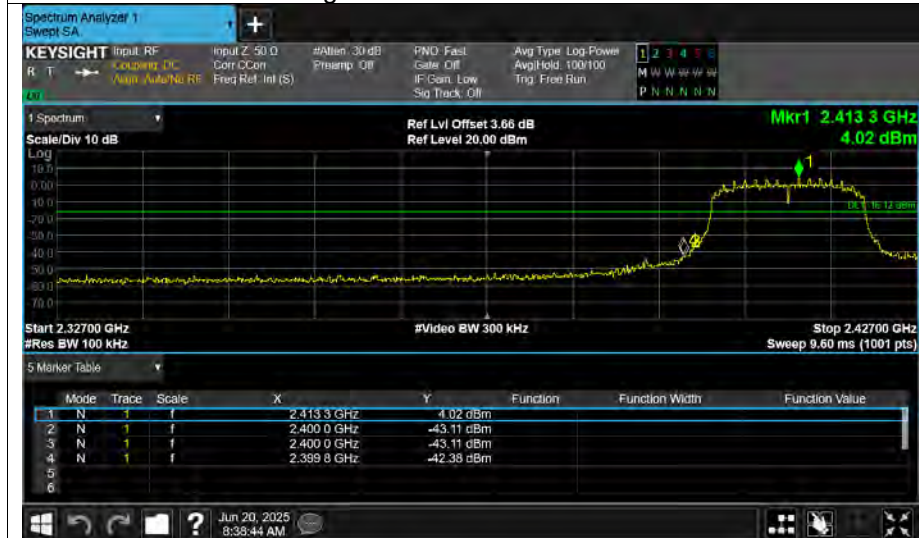 Spectrum Analyzer 1
Swept SA
+
KEYSIGHT Input: RF Input Z: 50 Ω #Atten: 30 dB PNO: Fast Avg Type: Log-Power 1 2 3 4 5 6
R T Coupling: DC Corr CCorr Preamp: Off Gate: Off Avg|Hold: 100/100 M W W W W W
Align: Auto/No RF Freq Ref: Int (S) IF Gain: Low Trig: Free Run
Sig Track: Off P N N N N N
1 Spectrum
Ref Lvl Offset 3.66 dB Mkr1 2.413 3 GHz
Scale/Div 10 dB Ref Level 20.00 dBm 4.02 dBm
Log
10.0
0.00
-20.0
-30.0
-40.0
-50.0
-60.0
-70.0
1
2
Start 2.32700 GHz #Video BW 300 kHz Stop 2.42700 GHz
#Res BW 100 kHz Sweep 9.60 ms (1001 pts)
5 Marker Table
Mode Trace Scale X Y Function Function Width Function Value
1 N 1 f 2.413 3 GHz 4.02 dBm
2 N 1 f 2.400 0 GHz -43.11 dBm
3 N 1 f 2.400 0 GHz -43.11 dBm
4 N 1 f 2.399 8 GHz -42.38 dBm
5
6
?
Jun 20, 2025
8:38:44 AM